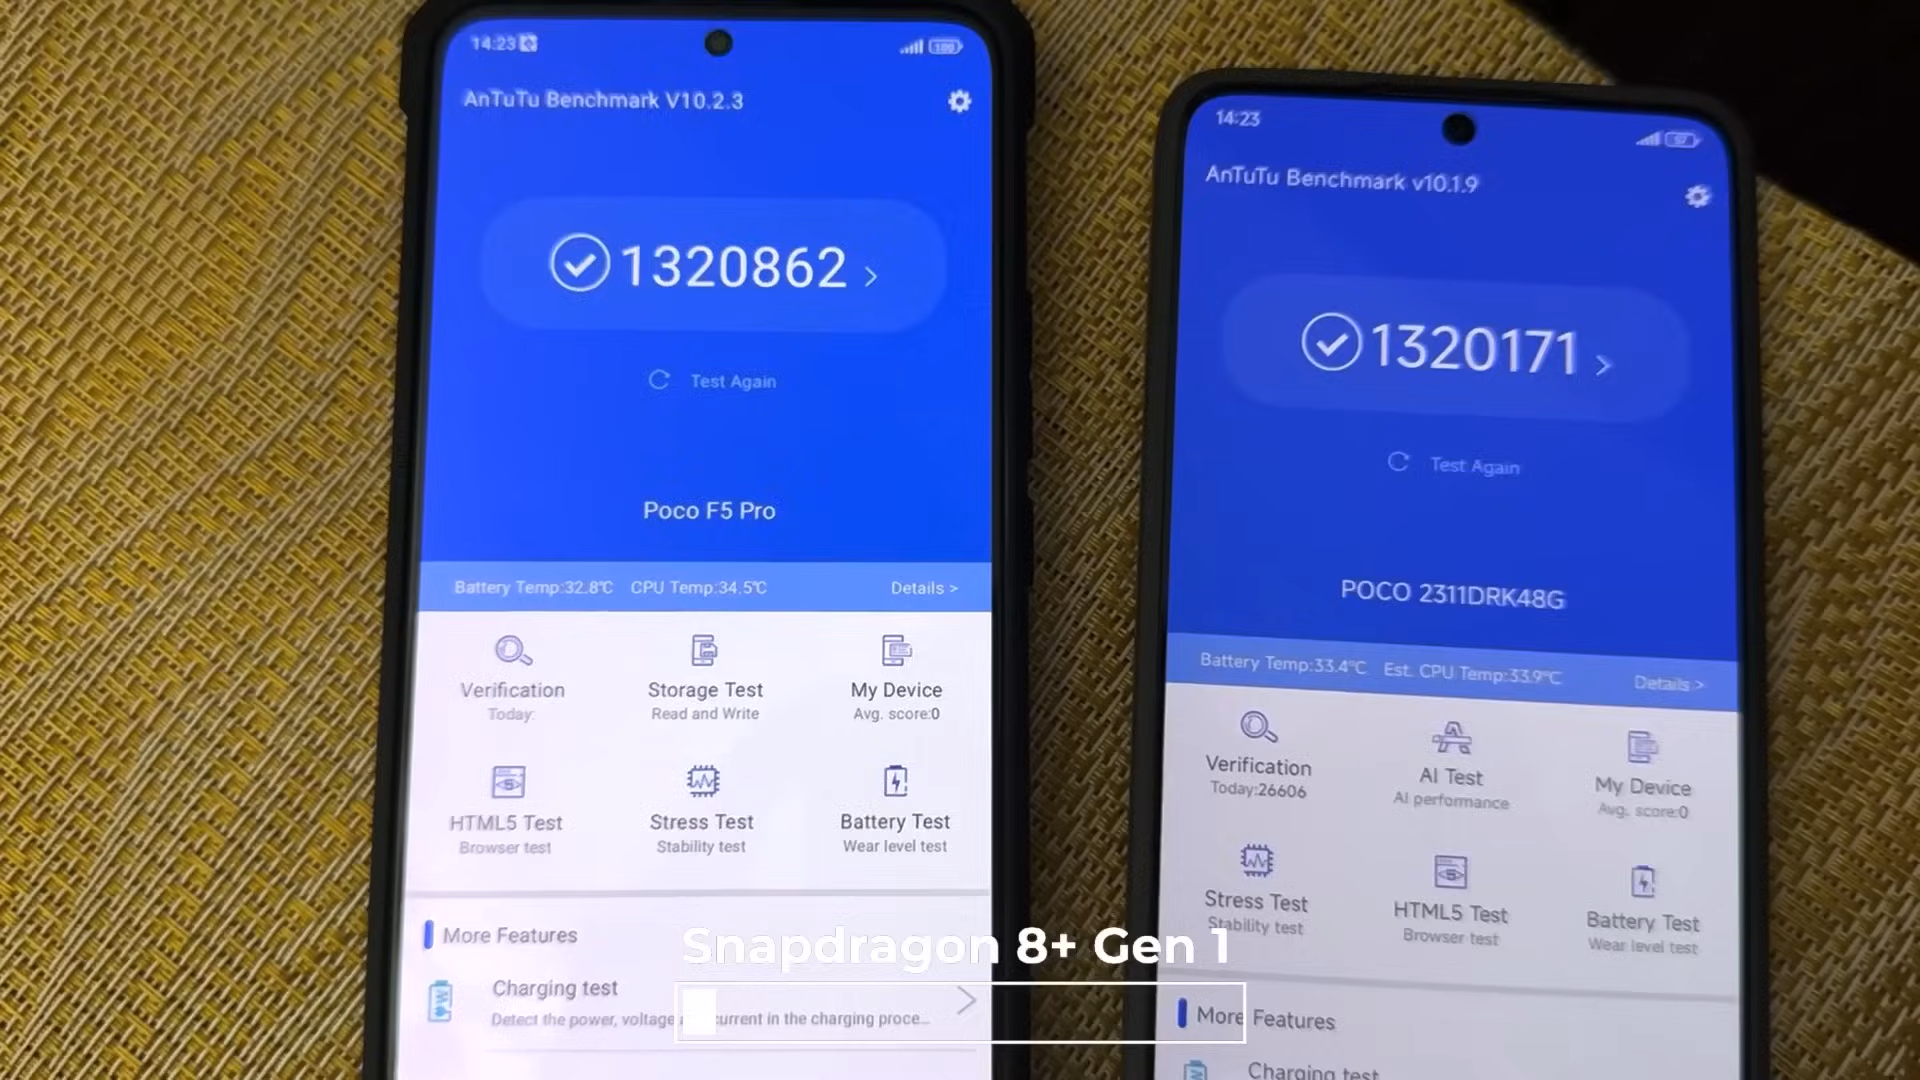 14:23
100
AnTuTu Benchmark V10.2.3
1320862 >
Test Again
Poco F5 Pro
Battery Temp:32.8℃ CPU Temp:34.5℃ Details >
Verification
Today:
Storage Test
Read and Write
My Device
Avg. score:0
HTML5 Test
Browser test
Stress Test
Stability test
Battery Test
Wear level test
More Features
Charging test
Detect the power, voltage current in the charging proce...
14:23
97
AnTuTu Benchmark v10.1.9
1320171 >
Test Again
POCO 2311DRK48G
Battery Temp:33.4℃ Est. CPU Temp:33.9℃ Details >
Verification
Today:26606
AI Test
AI performance
My Device
Avg. score:0
Stress Test
Stability test
HTML5 Test
Browser test
Battery Test
Wear level test
More Features
Charging test
Snapdragon 8+ Gen 1